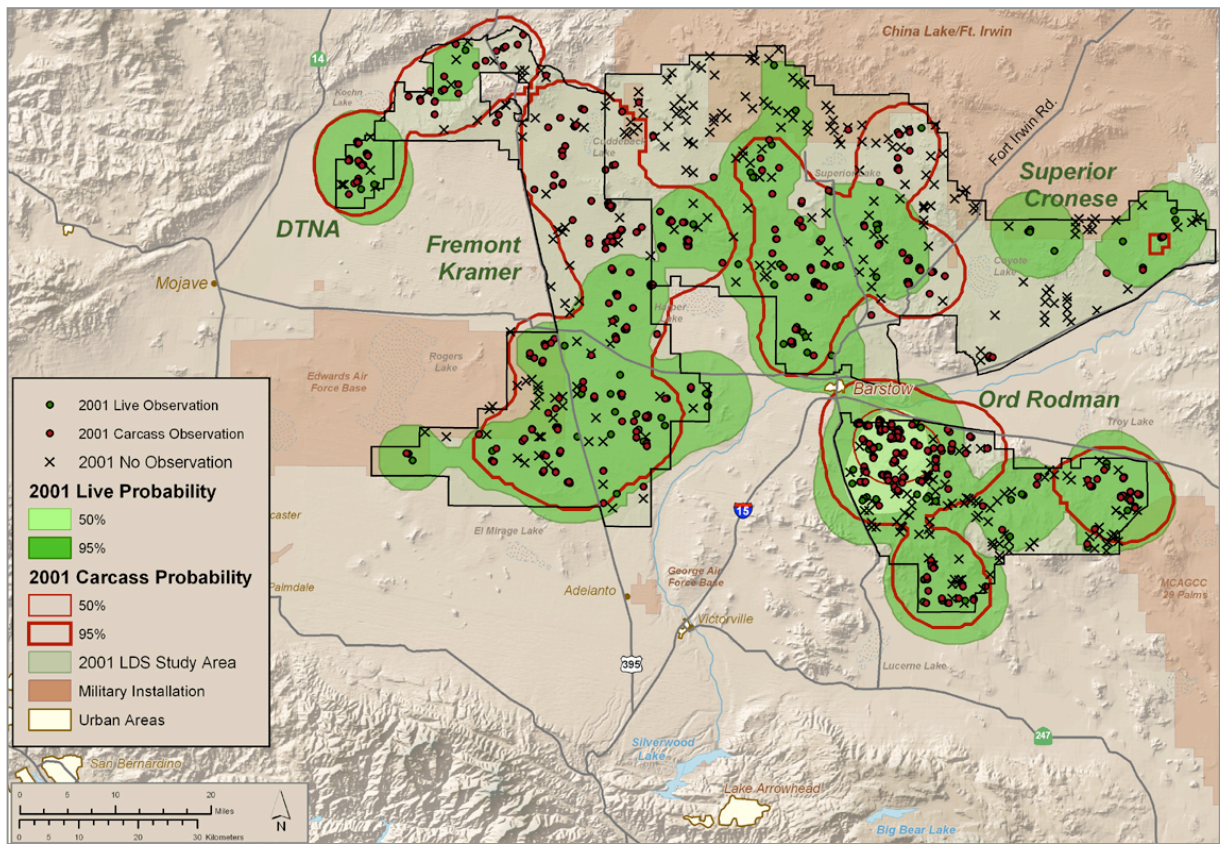 China Lake/Ft. Irwin
14
Koehn
Lake
Fort Irwin Rd.
Cuddeback
Lake
Superior Lake
Superior
Cronese
DTNA
Fremont
Kramer
Coyote
Lake
Mojave
Harper
Lake
Rogers
Lake
Edwards Air
Force Base
Barstow
Ord Rodman
Troy Lake
2001 Live Observation
2001 Carcass Observation
2001 No Observation
2001 Live Probability
50%
95%
2001 Carcass Probability
50%
95%
2001 LDS Study Area
Military Installation
Urban Areas
caster
El Mirage Lake
15
George Air
Force Base
Palmdale
Adelanto
MCAGCC
29 Palms
Victorville
395
Lucerne Lake
247
Silverwood
Lake
San Bernardino
Lake Arrowhead
Big Bear Lake
0 5 10 20
Miles
0 5 10 20 30 Kilometers
N